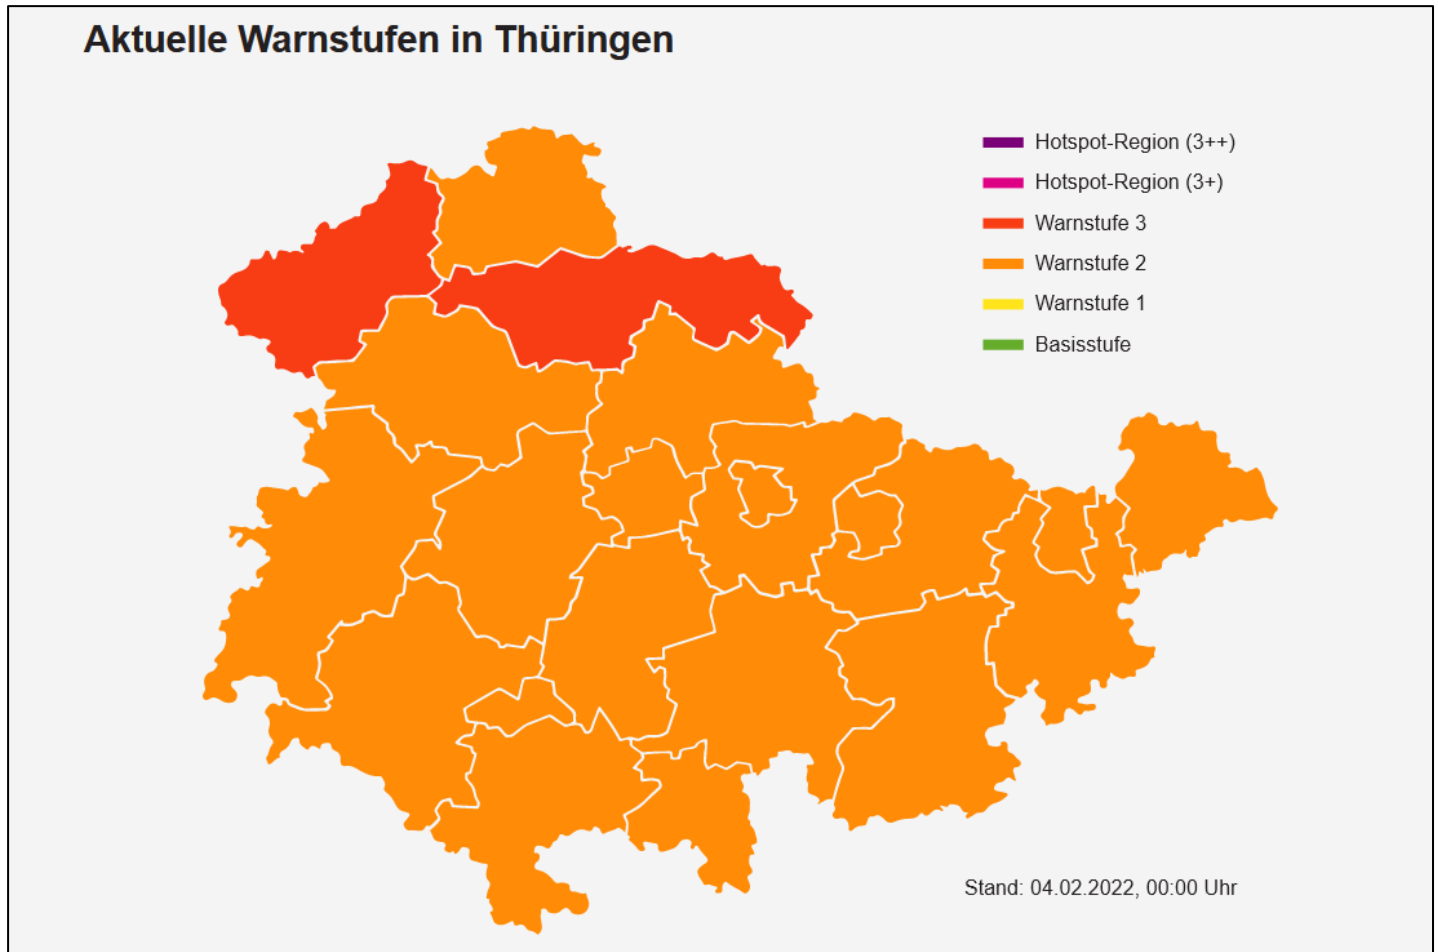 Aktuelle Warnstufen in Thüringen
Hotspot-Region (3++)
Hotspot-Region (3+)
Warnstufe 3
Warnstufe 2
Warnstufe 1
Basisstufe
Stand: 04.02.2022, 00:00 Uhr